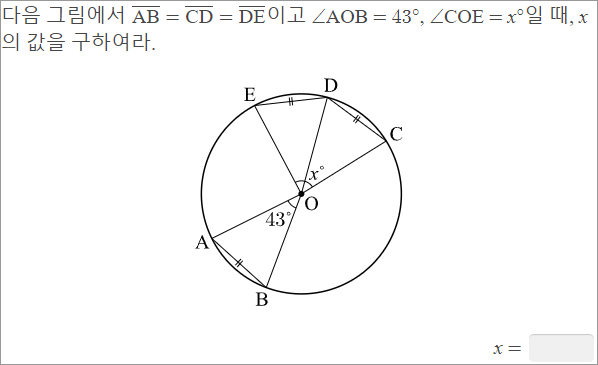 다음 그림에서 AB = CD = DE이고 ∠AOB = 43°, ∠COE = x°일 때, x
의 값을 구하여라.
E
D
C
x°
O
43°
A
B
x =